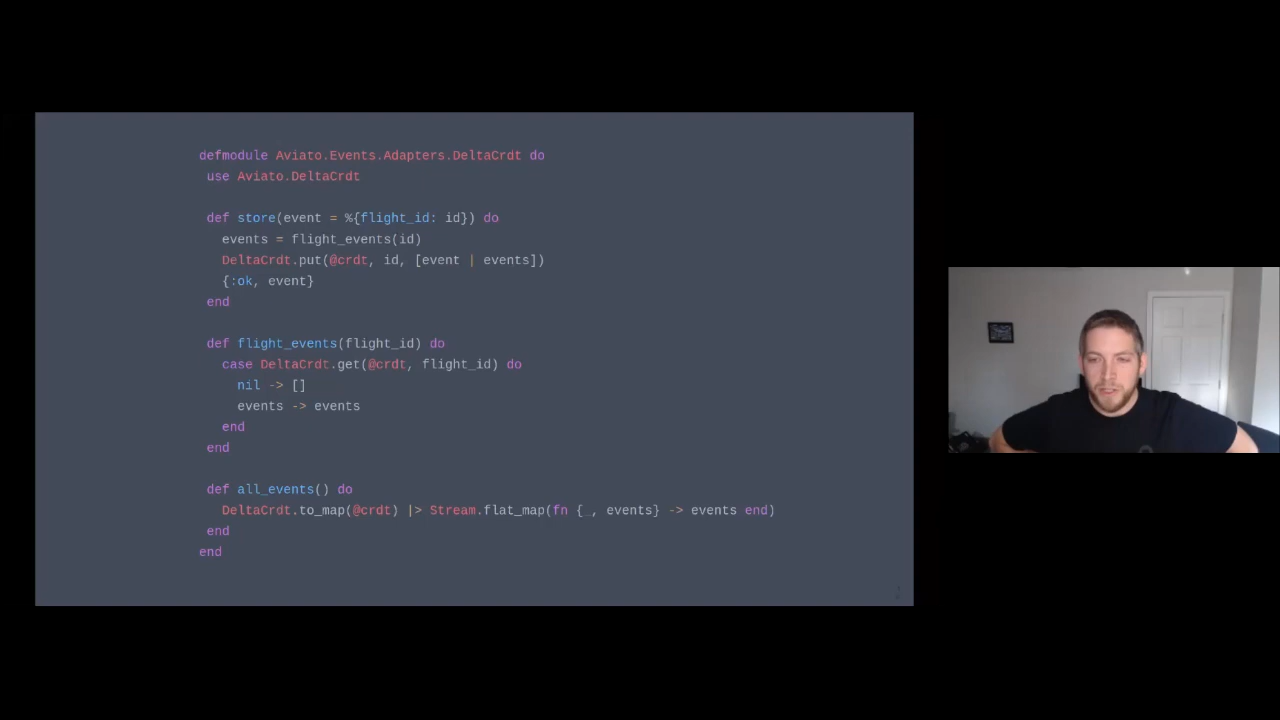 defmodule Aviato.Events.Adapters.DeltaCrdt do
use Aviato.DeltaCrdt
def store(event = %{flight_id: id}) do
events = flight_events(id)
DeltaCrdt.put(@crdt, id, [event | events])
{:ok, event}
end
def flight_events(flight_id) do
case DeltaCrdt.get(@crdt, flight_id) do
nil -> []
events -> events
end
end
def all_events() do
DeltaCrdt.to_map(@crdt) |> Stream.flat_map(fn {_, events} -> events end)
end
end